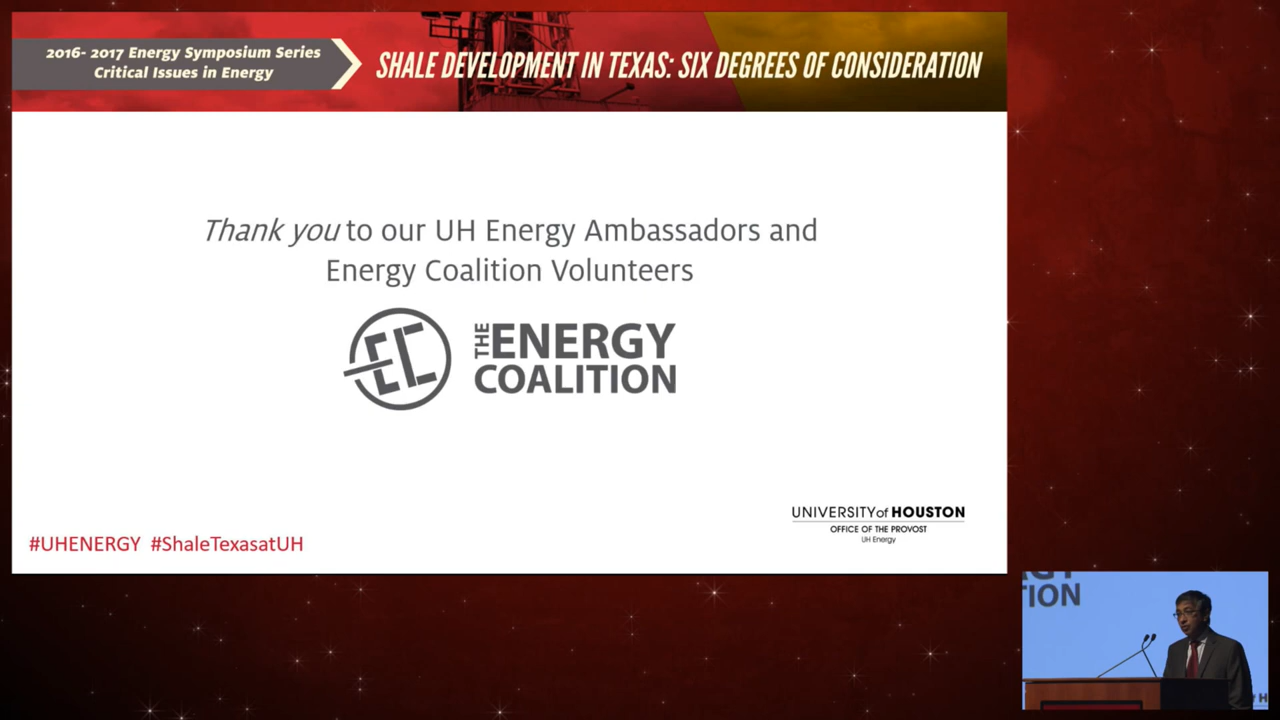 2016- 2017 Energy Symposium Series
Critical Issues in Energy
SHALE DEVELOPMENT IN TEXAS: SIX DEGREES OF CONSIDERATION
Thank you to our UH Energy Ambassadors and
Energy Coalition Volunteers
EC
THE ENERGY
COALITION
UNIVERSITY of HOUSTON
OFFICE OF THE PROVOST
UH Energy
#UHENERGY #ShaleTexasatUH
TION